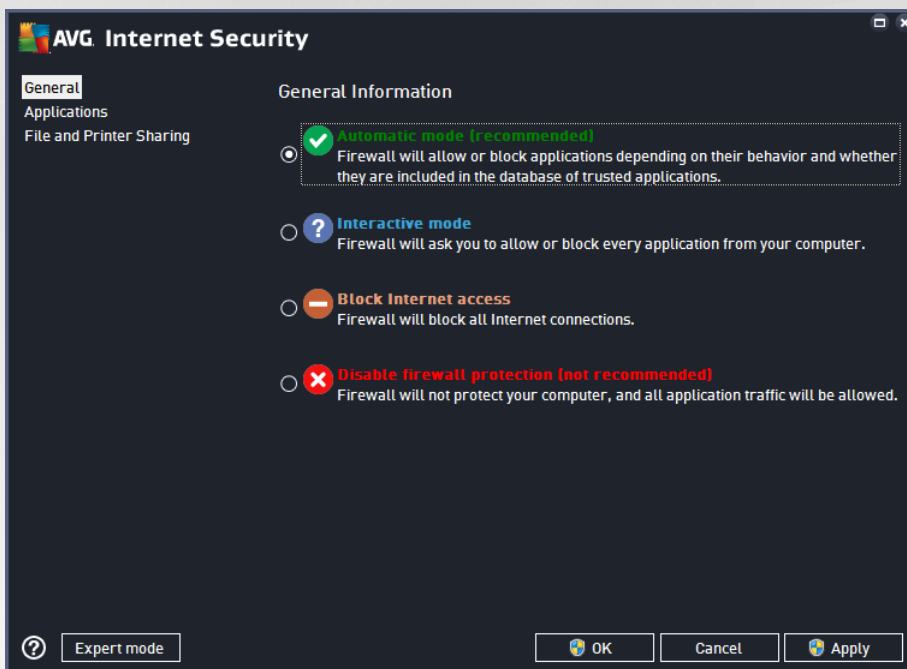 AVG. Internet Security
General
Applications
File and Printer Sharing
General Information
Automatic mode (recommended)
Firewall will allow or block applications depending on their behavior and whether
they are included in the database of trusted applications.
Interactive mode
Firewall will ask you to allow or block every application from your computer.
Block Internet access
Firewall will block all Internet connections.
Disable firewall protection (not recommended)
Firewall will not protect your computer, and all application traffic will be allowed.
Expert mode
OK
Cancel
Apply